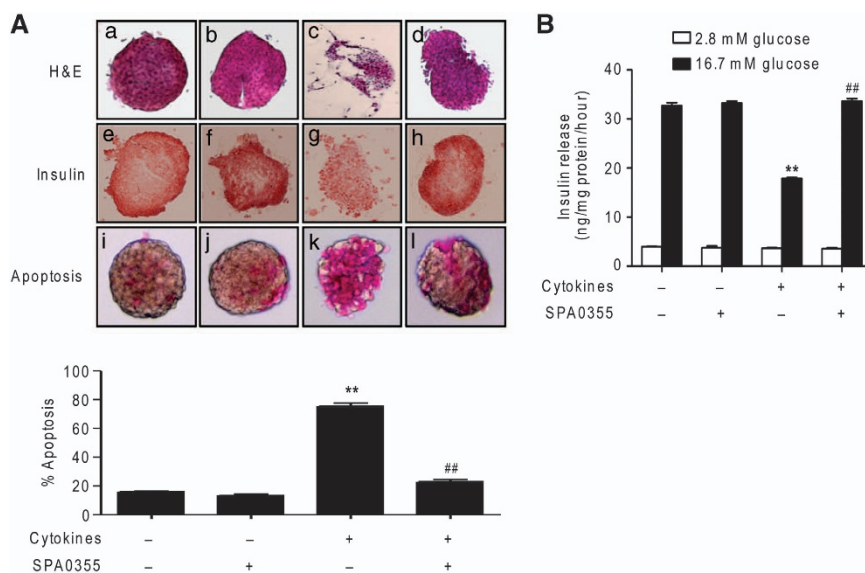 A
a b c d
H&E
e f g h
Insulin
i j k l
Apoptosis
100
80
60
40
20
0
% Apoptosis
**
##
Cytokines – – + +
SPA0355 – + – +
B
2.8 mM glucose
16.7 mM glucose
40
30
20
10
0
Insulin release
(ng/mg protein/hour)
**
##
Cytokines – – + +
SPA0355 – + – +